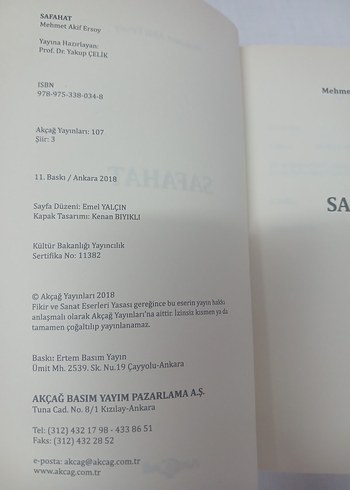 SAFAHAT
Mehmet Akif Ersoy
Yayına Hazırlayan:
Prof. Dr. Yakup ÇELİK
ISBN
978-975-338-034-8
Akçağ Yayınları: 107
Şiir: 3
11. Baskı / Ankara 2018
Sayfa Düzeni: Emel YALÇIN
Kapak Tasarımı: Kenan BIYIKLI
Kültür Bakanlığı Yayıncılık
Sertifika No: 11382
© Akçağ Yayınları 2018
Fikir ve Sanat Eserleri Yasası gereğince bu eserin yayın hakkı
anlaşmalı olarak Akçağ Yayınları'na aittir. İzinsiz kısmen ya da
tamamen çoğaltılıp yayınlanamaz.
Baskı: Ertem Basım Yayın
Ümit Mh. 2539. Sk. Nu.19 Çayyolu-Ankara
AKÇAĞ BASIM YAYIM PAZARLAMA A.Ş.
Tuna Cad. No. 8/1 Kızılay-Ankara
Tel: (312) 432 17 98 - 433 86 51
Faks: (312) 432 28 52
e-posta: akcag@akcag.com.tr
www.akcag.com.tr
Mehme
SA